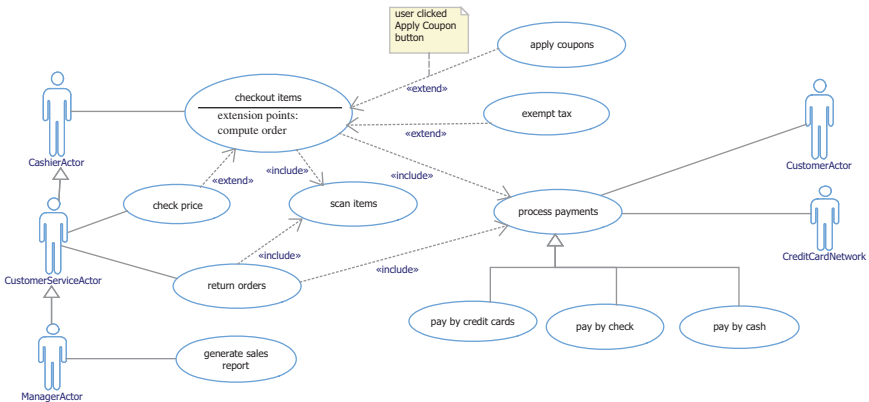 user clicked
Apply Coupon
button
apply coupons
«extend»
checkout items
extension points:
compute order
exempt tax
«extend»
CashierActor
CustomerActor
«include»
«include»
«extend»
check price
scan items
process payments
CreditCardNetwork
«include»
«include»
CustomerServiceActor
return orders
pay by credit cards
pay by check
pay by cash
generate sales
report
ManagerActor